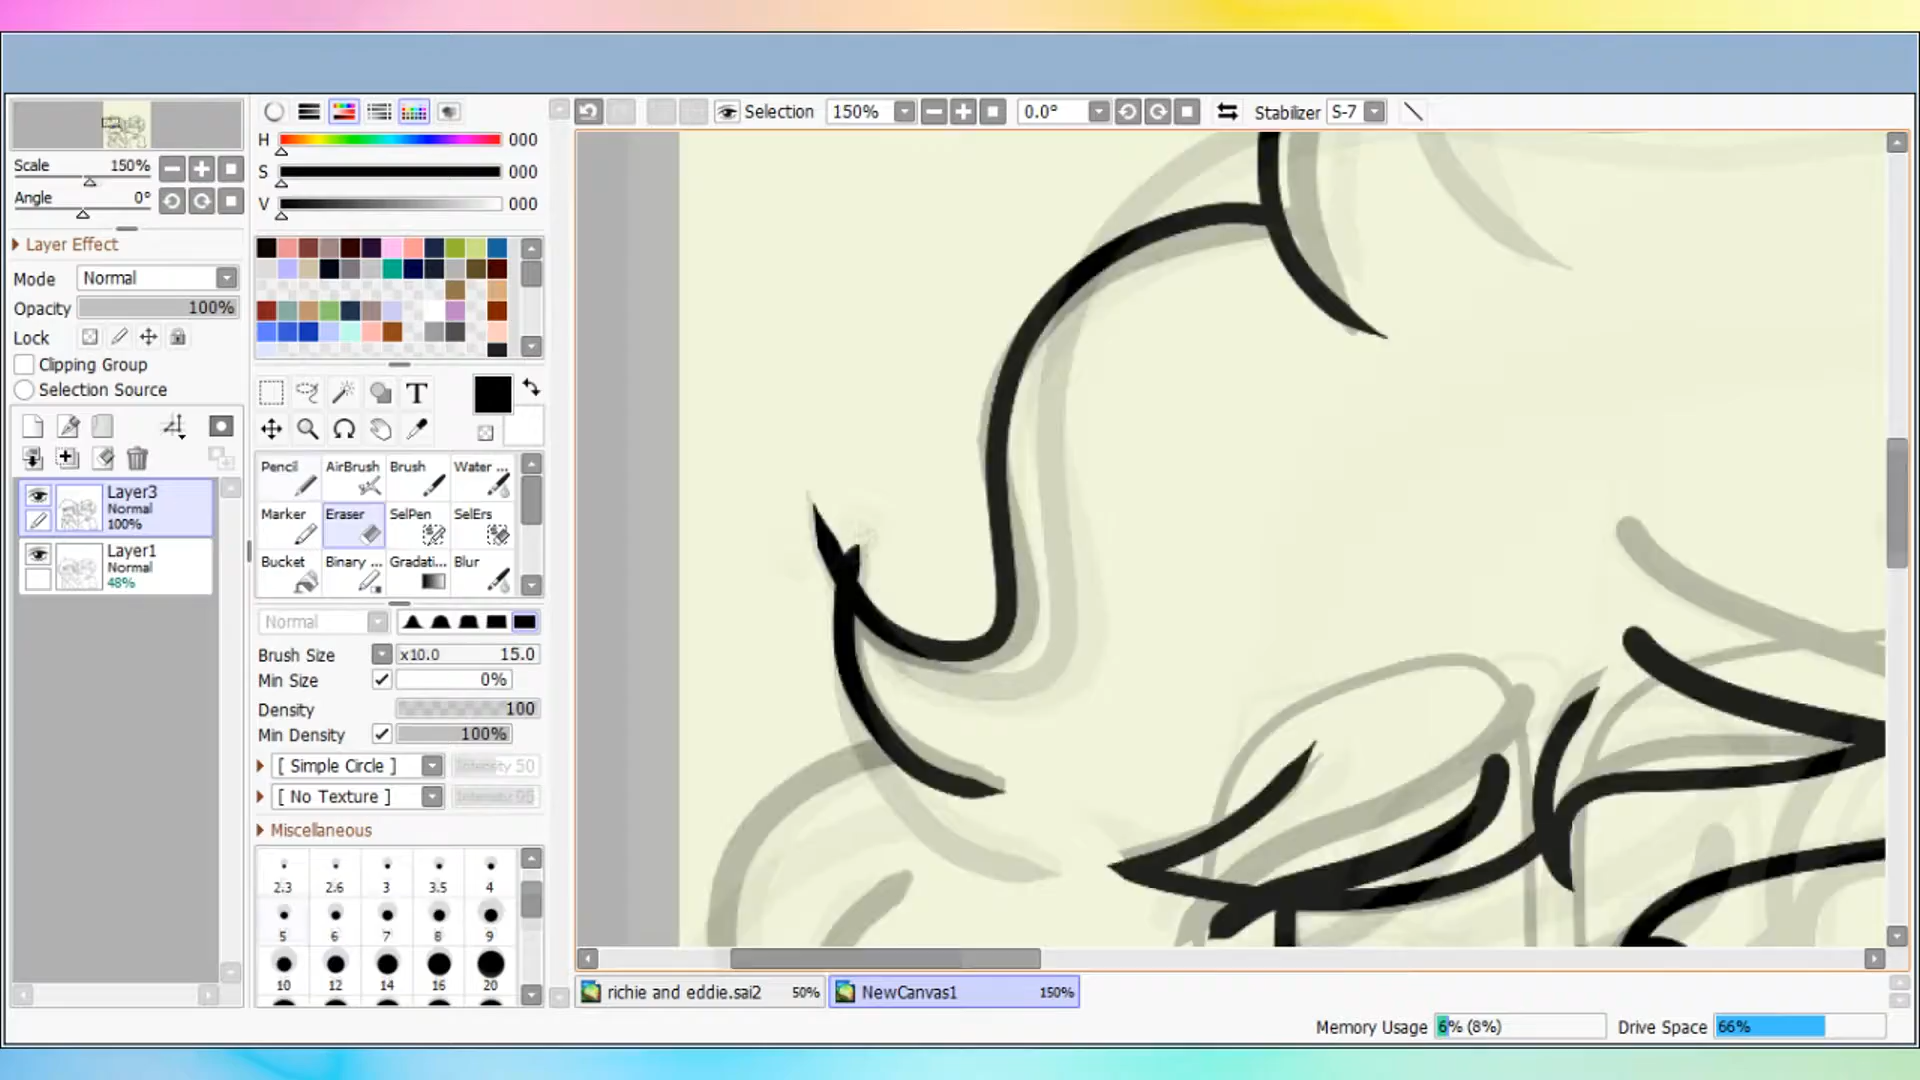 Selection 150% 0.0° Stabilizer S-7
Scale 150%
Angle 0°
Layer Effect
Mode Normal
Opacity 100%
Lock
Clipping Group
Selection Source
Layer3
Normal
100%
Layer1
Normal
48%
H 000
S 000
V 000
T
Pencil AirBrush Brush Water ...
Marker Eraser SelPen SelErs
Bucket Binary ... Gradati... Blur
Normal
Brush Size x10.0 15.0
Min Size 0%
Density 100
Min Density 100%
[ Simple Circle ] Intensity 50
[ No Texture ] Intensity 95
Miscellaneous
2.3 2.6 3 3.5 4
5 6 7 8 9
10 12 14 16 20
richie and eddie.sai2 50% NewCanvas1 150%
Memory Usage 6% (8%) Drive Space 66%